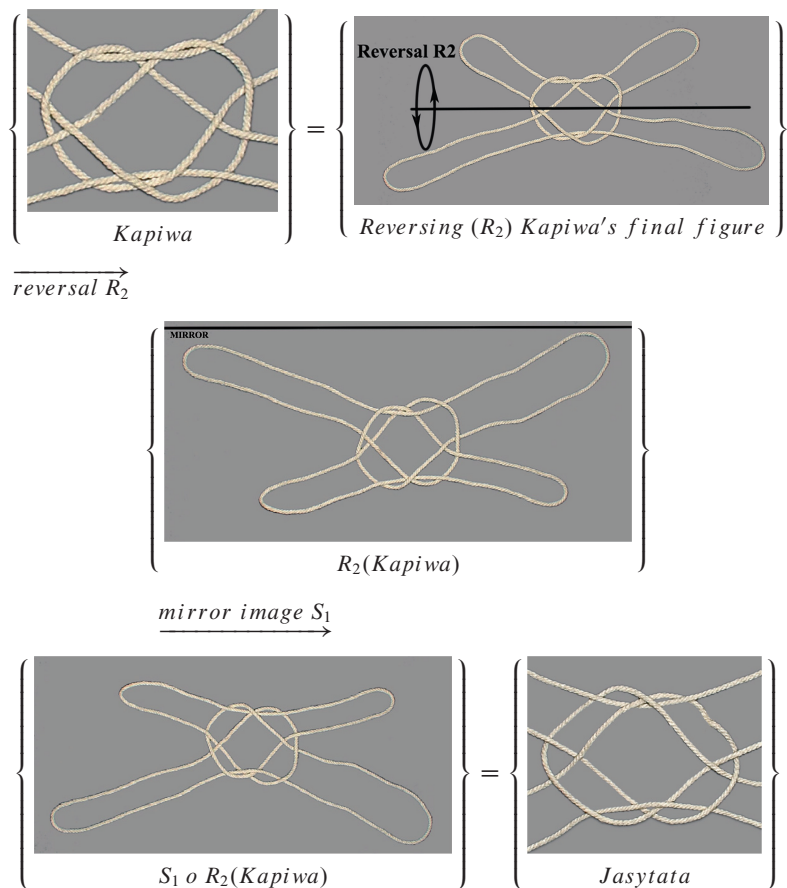 Reversal R2
{ } = { }
Kapiwa
Reversing (R₂) Kapiwa's final figure
reversal R₂
MIRROR
{ }
R₂(Kapiwa)
mirror image S₁
{ } = { }
S₁ o R₂(Kapiwa)
Jasytata